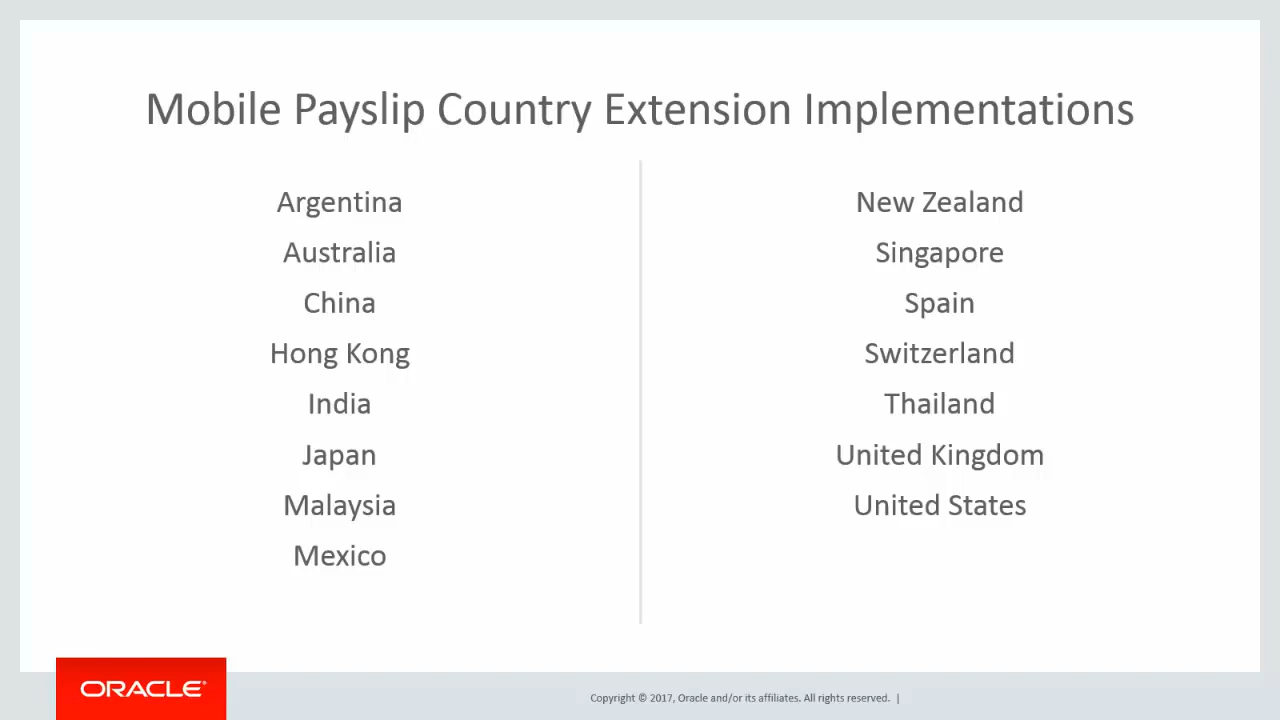 Mobile Payslip Country Extension Implementations
Argentina
Australia
China
Hong Kong
India
Japan
Malaysia
Mexico
New Zealand
Singapore
Spain
Switzerland
Thailand
United Kingdom
United States
ORACLE®
Copyright © 2017, Oracle and/or its affiliates. All rights reserved. |